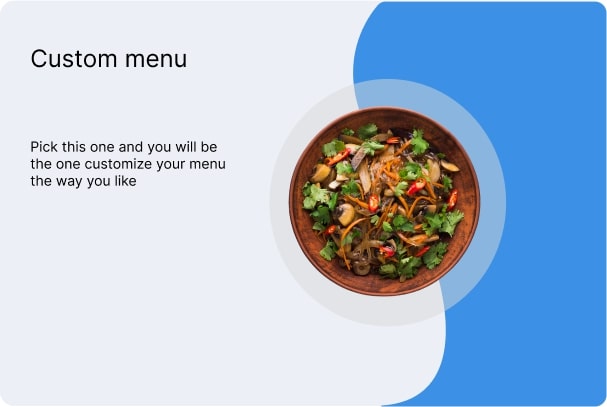 Custom menu
Pick this one and you will be
the one customize your menu
the way you like